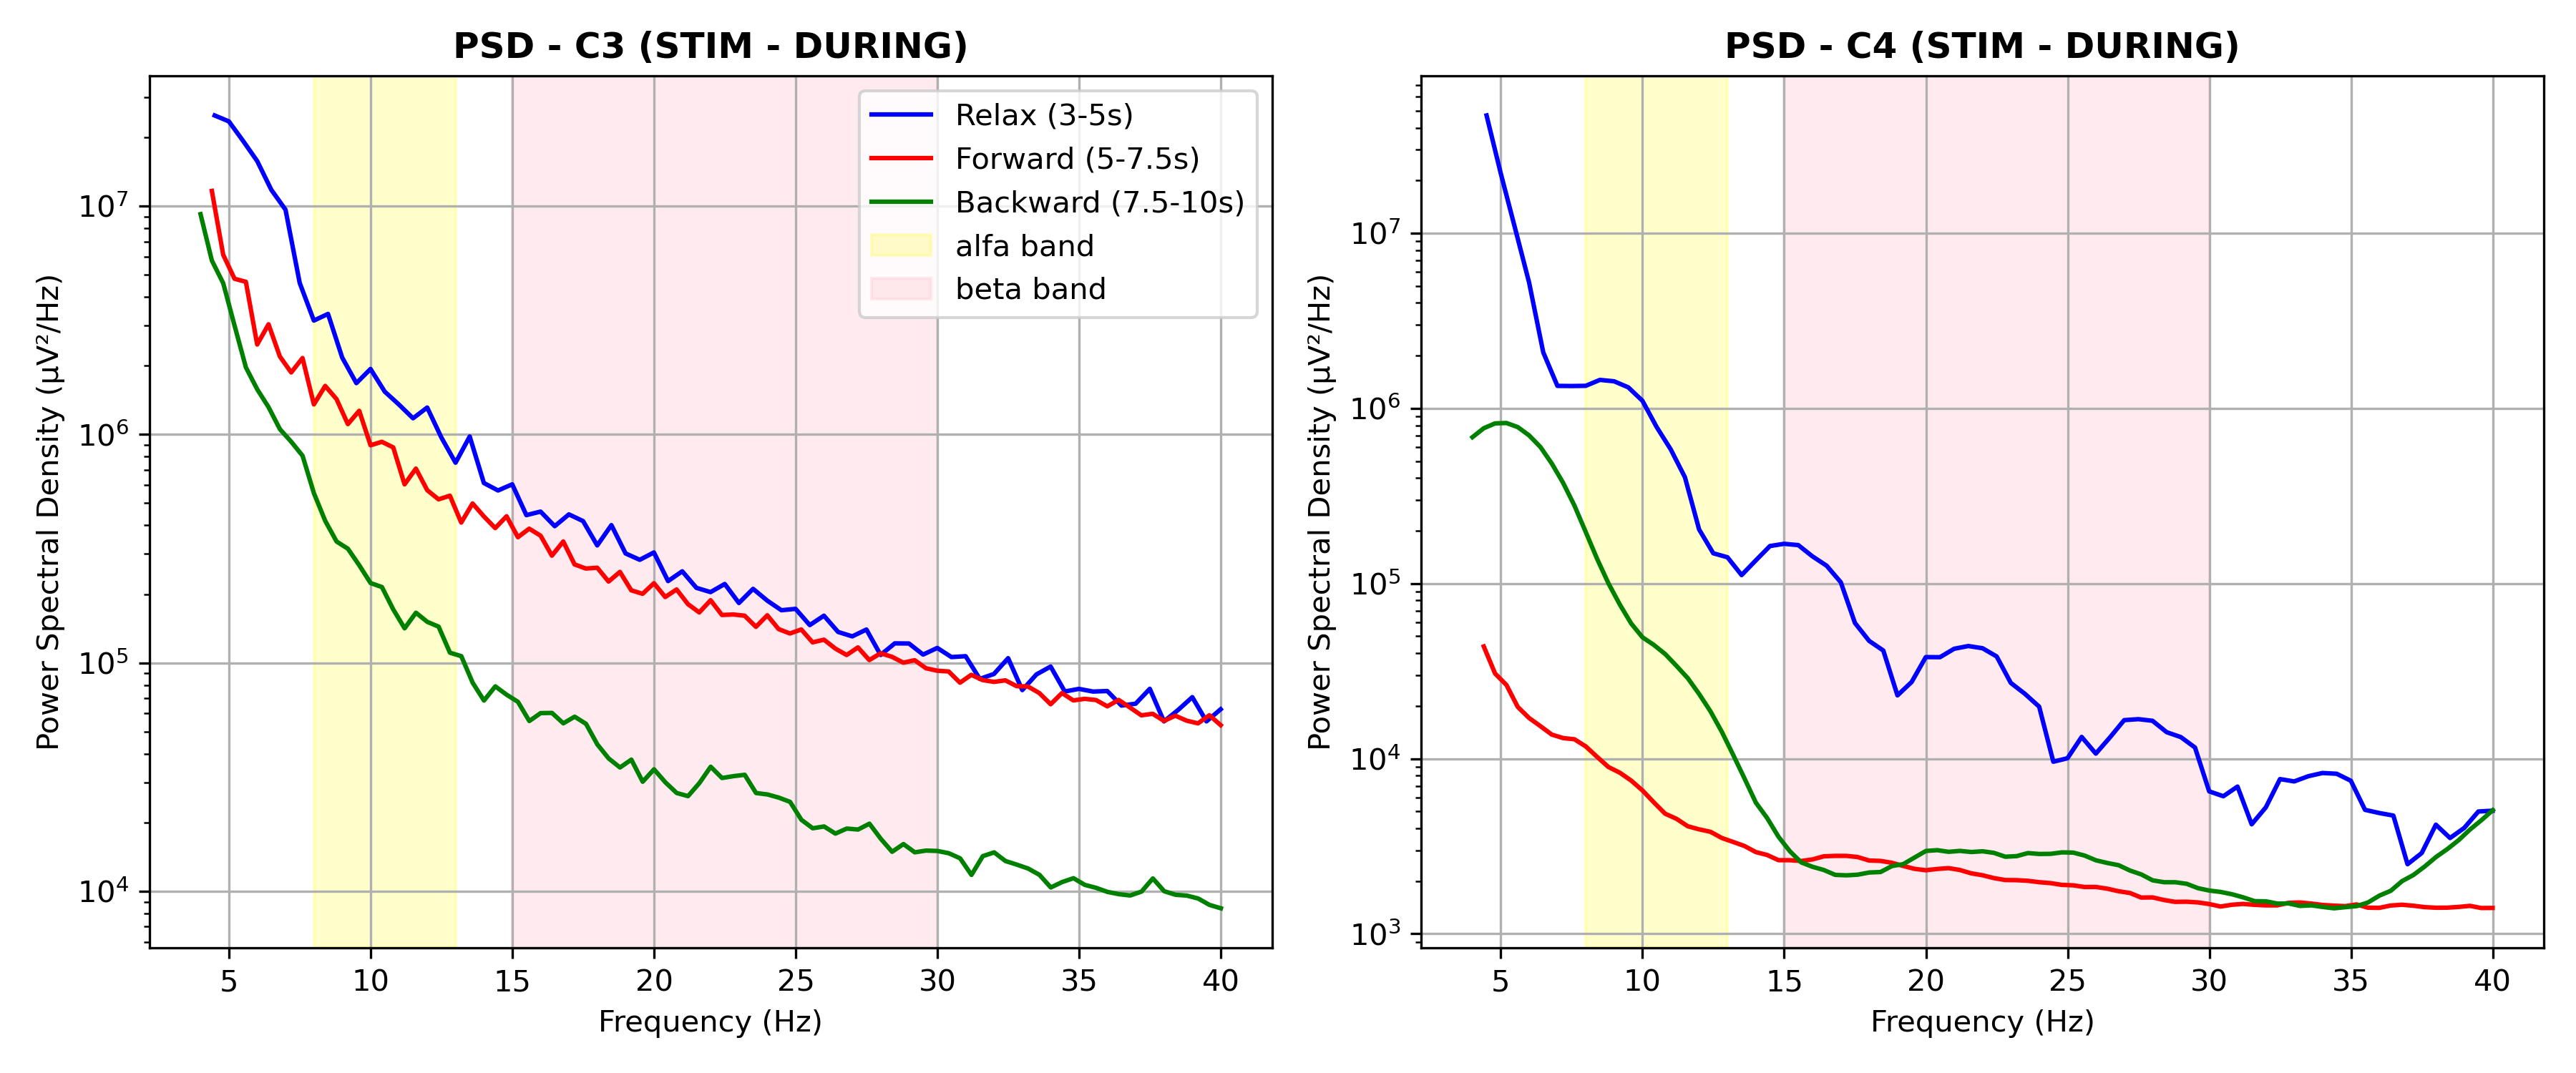 PSD - C3 (STIM - DURING)
Power Spectral Density (µV²/Hz)
10⁷
10⁶
10⁵
10⁴
5 10 15 20 25 30 35 40
Frequency (Hz)
Relax (3-5s)
Forward (5-7.5s)
Backward (7.5-10s)
alfa band
beta band
PSD - C4 (STIM - DURING)
Power Spectral Density (µV²/Hz)
10⁷
10⁶
10⁵
10⁴
10³
5 10 15 20 25 30 35 40
Frequency (Hz)